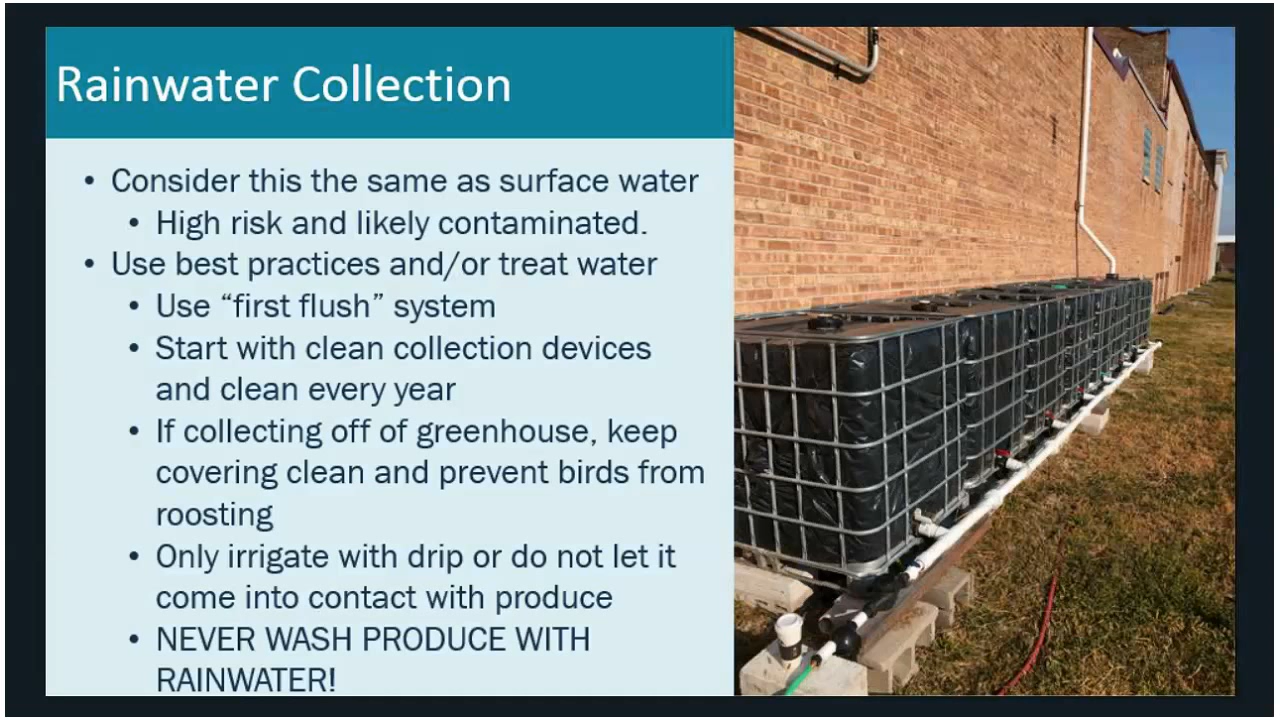 Rainwater Collection
• Consider this the same as surface water
• High risk and likely contaminated.
• Use best practices and/or treat water
• Use “first flush” system
• Start with clean collection devices
and clean every year
• If collecting off of greenhouse, keep
covering clean and prevent birds from
roosting
• Only irrigate with drip or do not let it
come into contact with produce
• NEVER WASH PRODUCE WITH
RAINWATER!